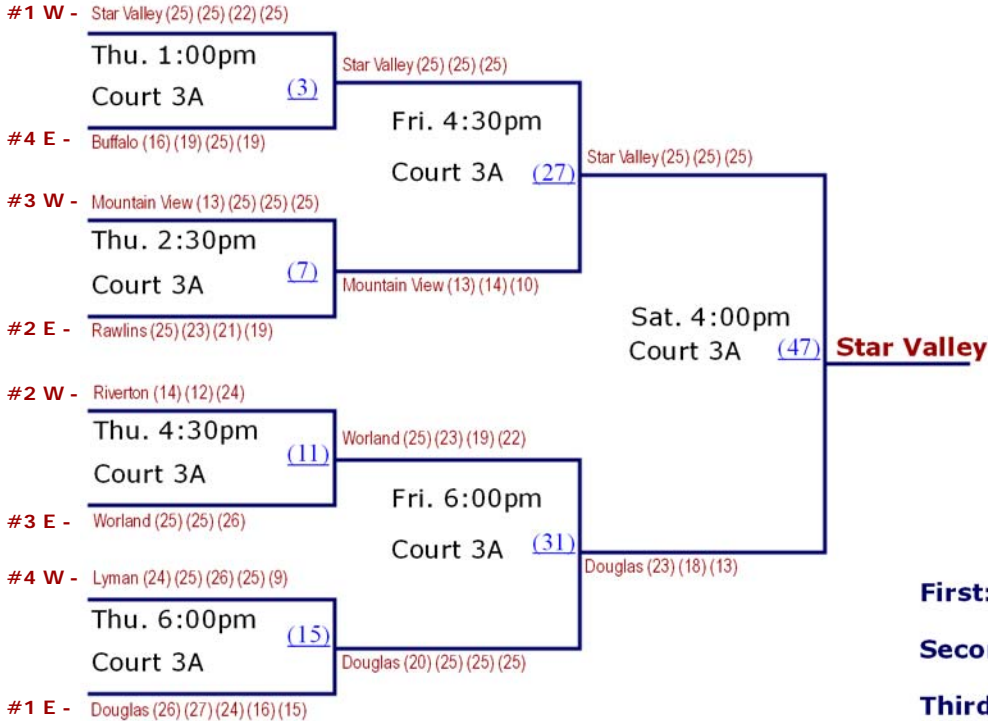 #1 W - Star Valley (25) (25) (22) (25)
Thu. 1:00pm
Court 3A (3)
#4 E - Buffalo (16) (19) (25) (19)
Star Valley (25) (25) (25)
Fri. 4:30pm
Court 3A (27)
#3 W - Mountain View (13) (25) (25) (25)
Thu. 2:30pm
Court 3A (7)
#2 E - Rawlins (25) (23) (21) (19)
Mountain View (13) (14) (10)
Star Valley (25) (25) (25)
Sat. 4:00pm
Court 3A (47)
Star Valley
#2 W - Riverton (14) (12) (24)
Thu. 4:30pm
Court 3A (11)
#3 E - Worland (25) (25) (26)
Worland (25) (23) (19) (22)
Fri. 6:00pm
Court 3A (31)
#4 W - Lyman (24) (25) (26) (25) (9)
Thu. 6:00pm
Court 3A (15)
#1 E - Douglas (26) (27) (24) (16) (15)
Douglas (20) (25) (25) (25)
Douglas (23) (18) (13)
First:
Secon
Third